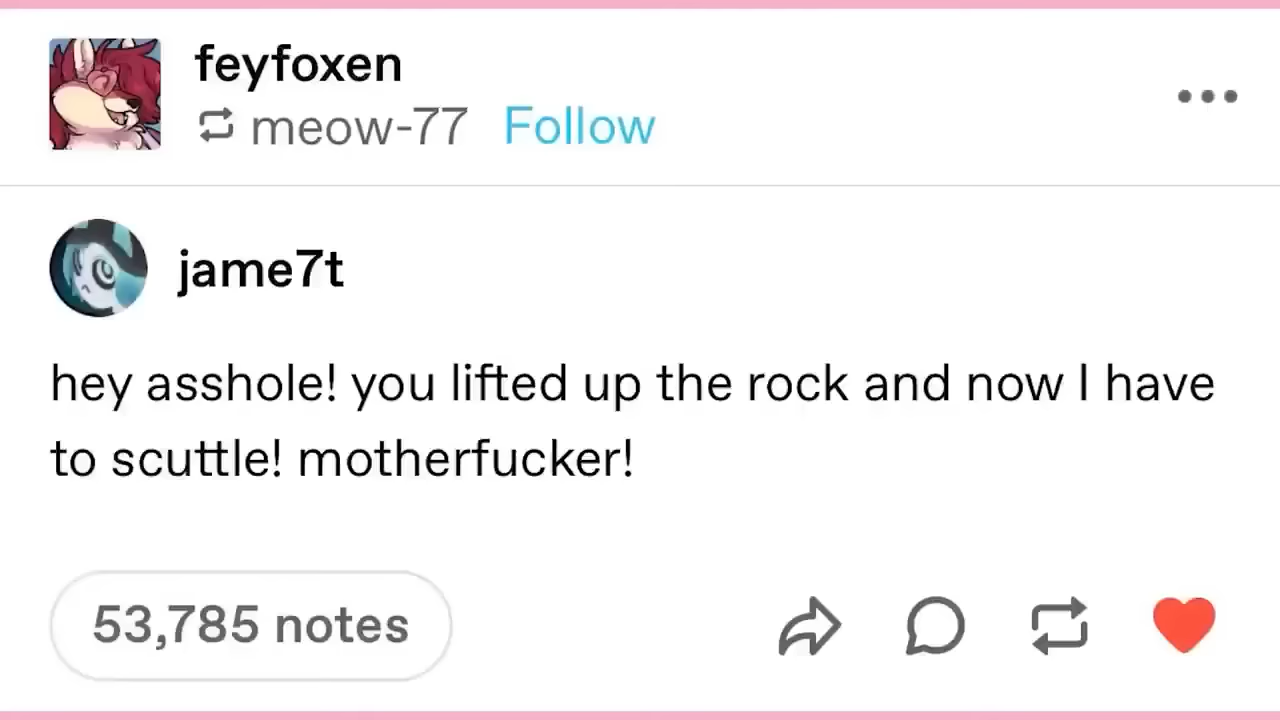 feyfoxen
meow-77 Follow
jame7t
hey asshole! you lifted up the rock and now I have
to scuttle! motherfucker!
53,785 notes